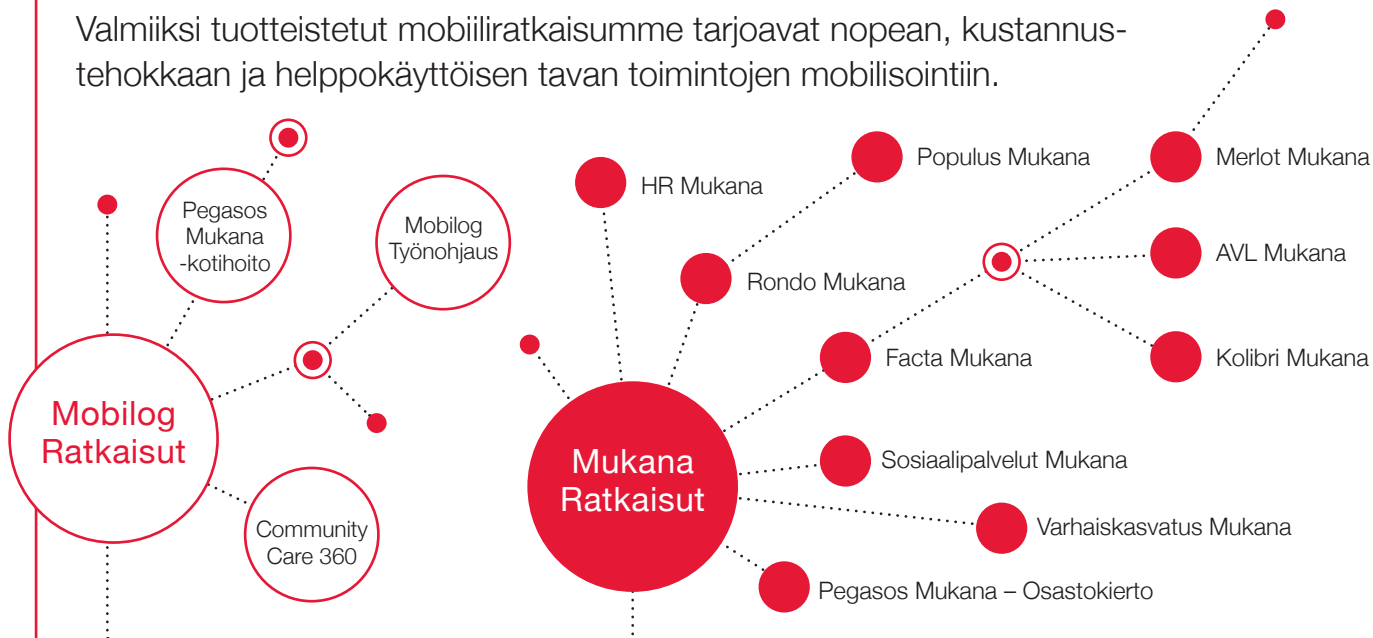 Valmiiksi tuotteistetut mobiiliratkaisumme tarjoavat nopean, kustannus-
tehokkaan ja helppokäyttöisen tavan toimintojen mobilisointiin.
Pegasos
Mukana
-kotihoito
Mobilog
Työnohjaus
Mobilog
Ratkaisut
Community
Care 360
HR Mukana
Populus Mukana
Rondo Mukana
Merlot Mukana
AVL Mukana
Kolibri Mukana
Facta Mukana
Mukana
Ratkaisut
Sosiaalipalvelut Mukana
Varhaiskasvatus Mukana
Pegasos Mukana – Osastokierto